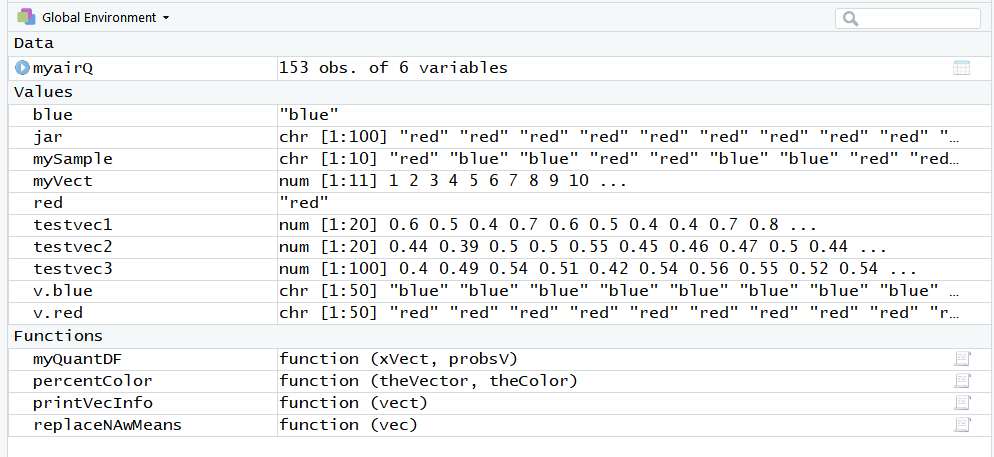 Global Environment
Data
myairQ 153 obs. of 6 variables
Values
blue "blue"
jar chr [1:100] "red" "red" "red" "red" "red" "red" "red" "red" "red" "…
mySample chr [1:10] "red" "blue" "blue" "red" "red" "blue" "blue" "red" "red…
myVect num [1:11] 1 2 3 4 5 6 7 8 9 10 ...
red "red"
testvec1 num [1:20] 0.6 0.5 0.4 0.7 0.6 0.5 0.4 0.4 0.7 0.8 ...
testvec2 num [1:20] 0.44 0.39 0.5 0.5 0.55 0.45 0.46 0.47 0.5 0.44 ...
testvec3 num [1:100] 0.4 0.49 0.54 0.51 0.42 0.54 0.56 0.55 0.52 0.54 ...
v.blue chr [1:50] "blue" "blue" "blue" "blue" "blue" "blue" "blue" "blue" …
v.red chr [1:50] "red" "red" "red" "red" "red" "red" "red" "red" "red" "r…
Functions
myQuantDF function (xVect, probsV)
percentColor function (theVector, theColor)
printVecInfo function (vect)
replaceNAwMeans function (vec)